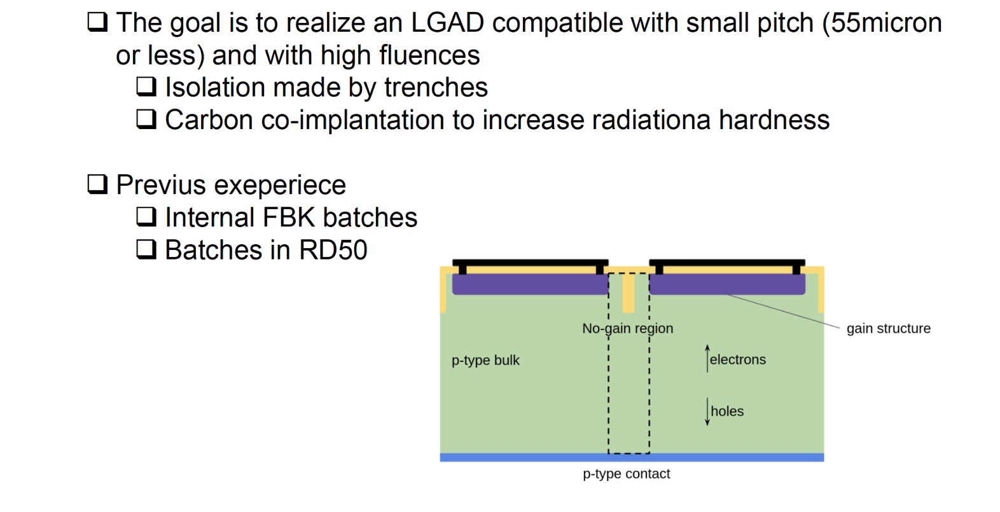 The goal is to realize an LGAD compatible with small pitch (55micron
or less) and with high fluences
Isolation made by trenches
Carbon co-implantation to increase radiationa hardness
Previus exeperiece
Internal FBK batches
Batches in RD50
No-gain region
gain structure
p-type bulk
electrons
holes
p-type contact